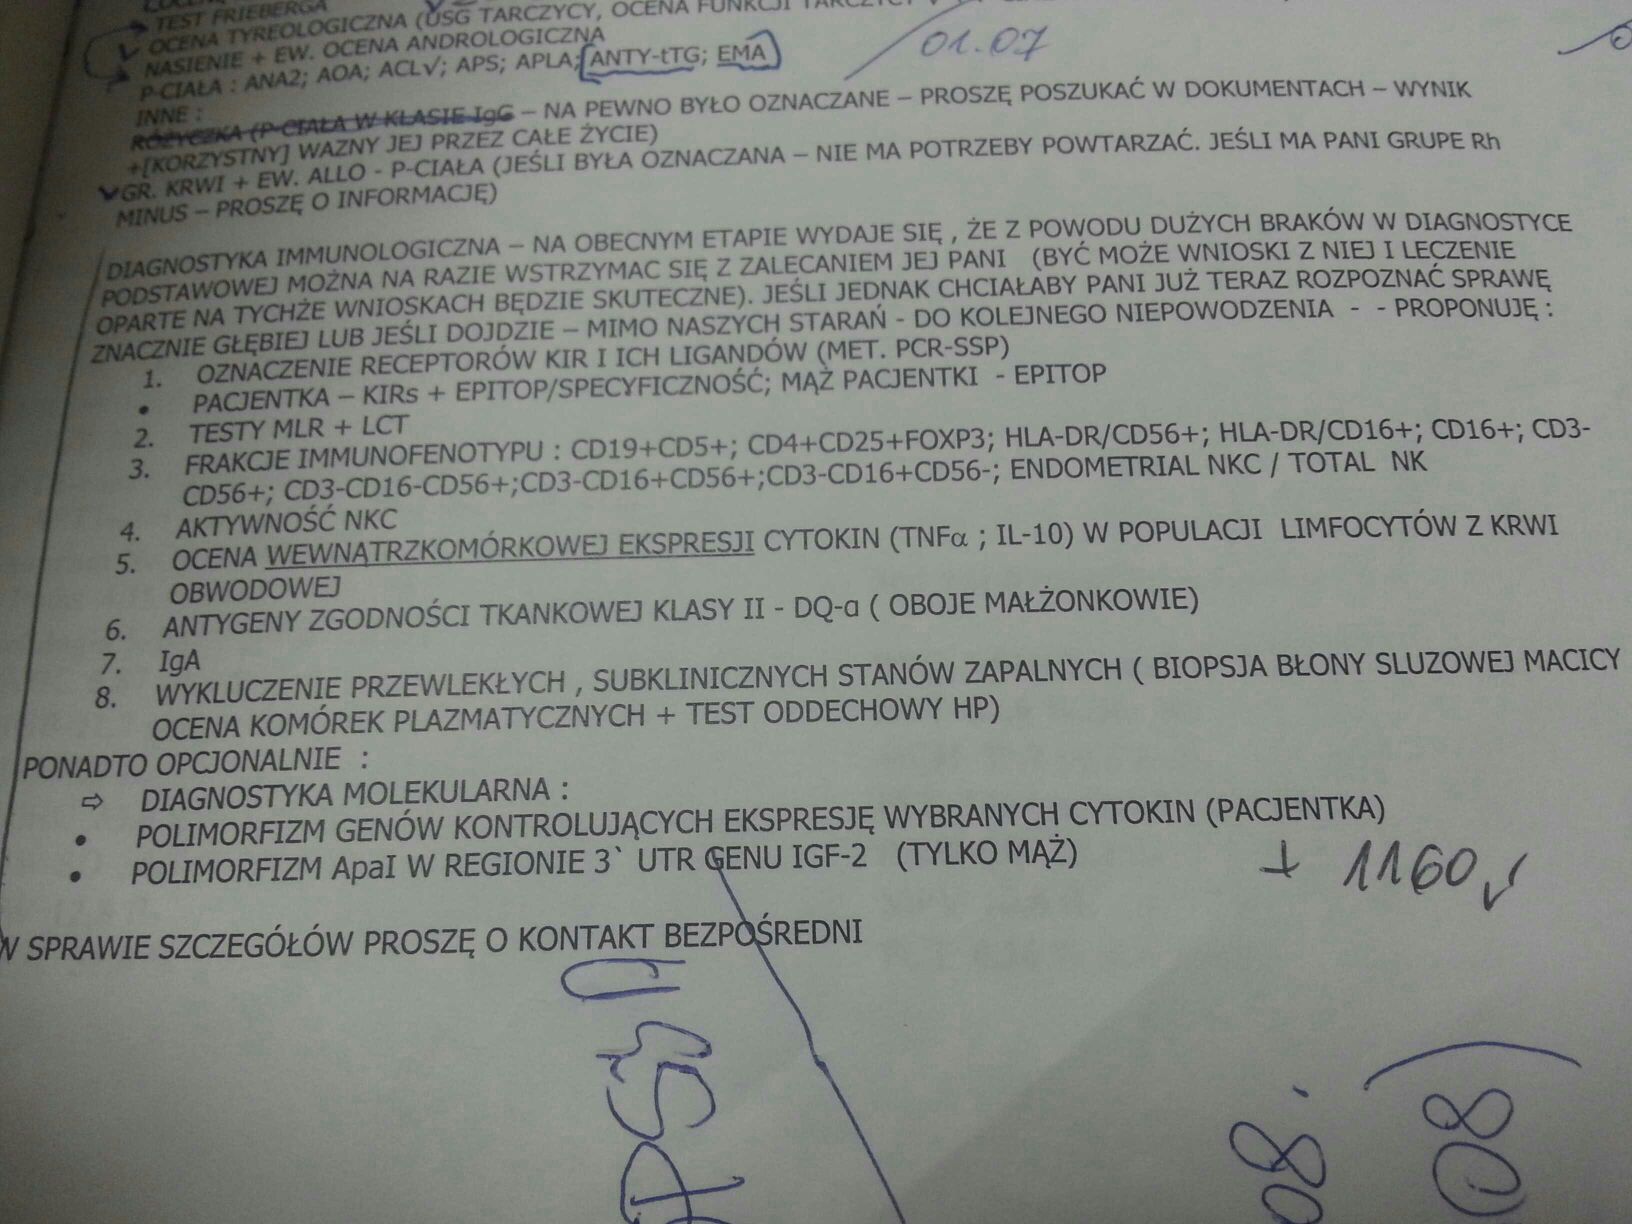 TEST FRIEBERGA
OCENA TYREOLOGICZNA (USG TARCZYCY, OCENA FUNKCJI
NASIENIE + EW. OCENA ANDROLOGICZNA
P-CIAŁA : ANA2; AOA; ACL√; APS; APLA; ANTY-tTG; EMA
01.07
INNE :
RÓŻYCZKA (P-CIAŁA W KLASIE IgG – NA PEWNO BYŁO OZNACZANE – PROSZĘ POSZUKAĆ W DOKUMENTACH – WYNIK
+[KORZYSTNY] WAZNY JEJ PRZEZ CAŁE ŻYCIE)
GR. KRWI + EW. ALLO - P-CIAŁA (JEŚLI BYŁA OZNACZANA – NIE MA POTRZEBY POWTARZAĆ. JEŚLI MA PANI GRUPE Rh
MINUS – PROSZĘ O INFORMACJĘ)
DIAGNOSTYKA IMMUNOLOGICZNA – NA OBECNYM ETAPIE WYDAJE SIĘ , ŻE Z POWODU DUŻYCH BRAKÓW W DIAGNOSTYCE
PODSTAWOWEJ MOŻNA NA RAZIE WSTRZYMAC SIĘ Z ZALECANIEM JEJ PANI (BYĆ MOŻE WNIOSKI Z NIEJ I LECZENIE
OPARTE NA TYCHŻE WNIOSKACH BĘDZIE SKUTECZNE). JEŚLI JEDNAK CHCIAŁABY PANI JUŻ TERAZ ROZPOZNAĆ SPRAWĘ
ZNACZNIE GŁĘBIEJ LUB JEŚLI DOJDZIE – MIMO NASZYCH STARAŃ - DO KOLEJNEGO NIEPOWODZENIA - - PROPONUJĘ :
1. OZNACZENIE RECEPTORÓW KIR I ICH LIGANDÓW (MET. PCR-SSP)
• PACJENTKA – KIRs + EPITOP/SPECYFICZNOŚĆ; MĄŻ PACJENTKI - EPITOP
2. TESTY MLR + LCT
3. FRAKCJE IMMUNOFENOTYPU : CD19+CD5+; CD4+CD25+FOXP3; HLA-DR/CD56+; HLA-DR/CD16+; CD16+; CD3-
CD56+; CD3-CD16-CD56+;CD3-CD16+CD56+;CD3-CD16+CD56-; ENDOMETRIAL NKC / TOTAL NK
4. AKTYWNOŚĆ NKC
5. OCENA WEWNĄTRZKOMÓRKOWEJ EKSPRESJI CYTOKIN (TNFα ; IL-10) W POPULACJI LIMFOCYTÓW Z KRWI
OBWODOWEJ
6. ANTYGENY ZGODNOŚCI TKANKOWEJ KLASY II - DQ-α ( OBOJE MAŁŻONKOWIE)
7. IgA
8. WYKLUCZENIE PRZEWLEKŁYCH , SUBKLINICZNYCH STANÓW ZAPALNYCH ( BIOPSJA BŁONY SLUZOWEJ MACICY
OCENA KOMÓREK PLAZMATYCZNYCH + TEST ODDECHOWY HP)
PONADTO OPCJONALNIE :
⇨ DIAGNOSTYKA MOLEKULARNA :
• POLIMORFIZM GENÓW KONTROLUJĄCYCH EKSPRESJĘ WYBRANYCH CYTOKIN (PACJENTKA)
• POLIMORFIZM ApaI W REGIONIE 3` UTR GENU IGF-2 (TYLKO MĄŻ)
+ 1160
W SPRAWIE SZCZEGÓŁÓW PROSZĘ O KONTAKT BEZPOŚREDNI
08.
08